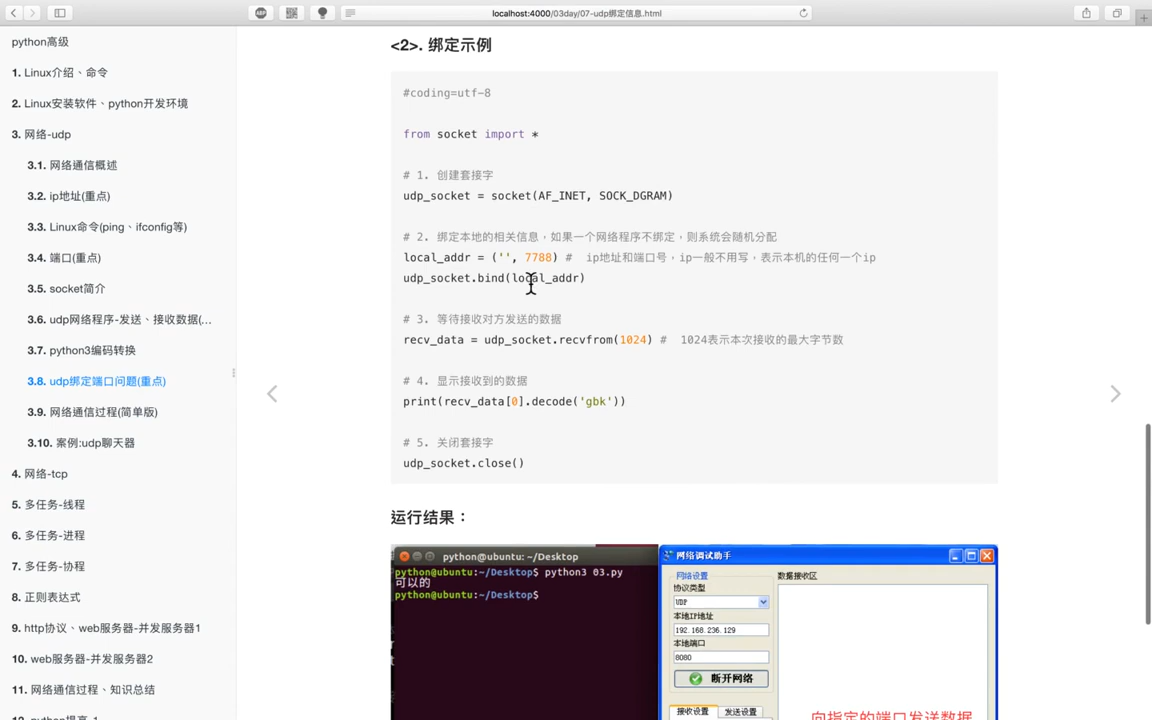 localhost:4000/03day/07-udp绑定信息.html
python高级
1. Linux介绍、命令
2. Linux安装软件、python开发环境
3. 网络-udp
3.1. 网络通信概述
3.2. ip地址(重点)
3.3. Linux命令(ping、ifconfig等)
3.4. 端口(重点)
3.5. socket简介
3.6. udp网络程序-发送、接收数据(...
3.7. python3编码转换
3.8. udp绑定端口问题(重点)
3.9. 网络通信过程(简单版)
3.10. 案例:udp聊天器
4. 网络-tcp
5. 多任务-线程
6. 多任务-进程
7. 多任务-协程
8. 正则表达式
9. http协议、web服务器-并发服务器1
10. web服务器-并发服务器2
11. 网络通信过程、知识总结
12. python提高-1
<2>. 绑定示例
#coding=utf-8
from socket import *
# 1. 创建套接字
udp_socket = socket(AF_INET, SOCK_DGRAM)
# 2. 绑定本地的相关信息，如果一个网络程序不绑定，则系统会随机分配
local_addr = ('', 7788) #  ip地址和端口号，ip一般不用写，表示本机的任何一个ip
udp_socket.bind(local_addr)
# 3. 等待接收对方发送的数据
recv_data = udp_socket.recvfrom(1024) #  1024表示本次接收的最大字节数
# 4. 显示接收到的数据
print(recv_data[0].decode('gbk'))
# 5. 关闭套接字
udp_socket.close()
运行结果：
python@ubuntu: ~/Desktop
python@ubuntu:~/Desktop$ python3 03.py
可以的
python@ubuntu:~/Desktop$
网络调试助手
网络设置
协议类型
UDP
本地IP地址
192.168.236.129
本地端口
8080
断开网络
接收设置
发送设置
数据接收区
向指定的端口发送数据